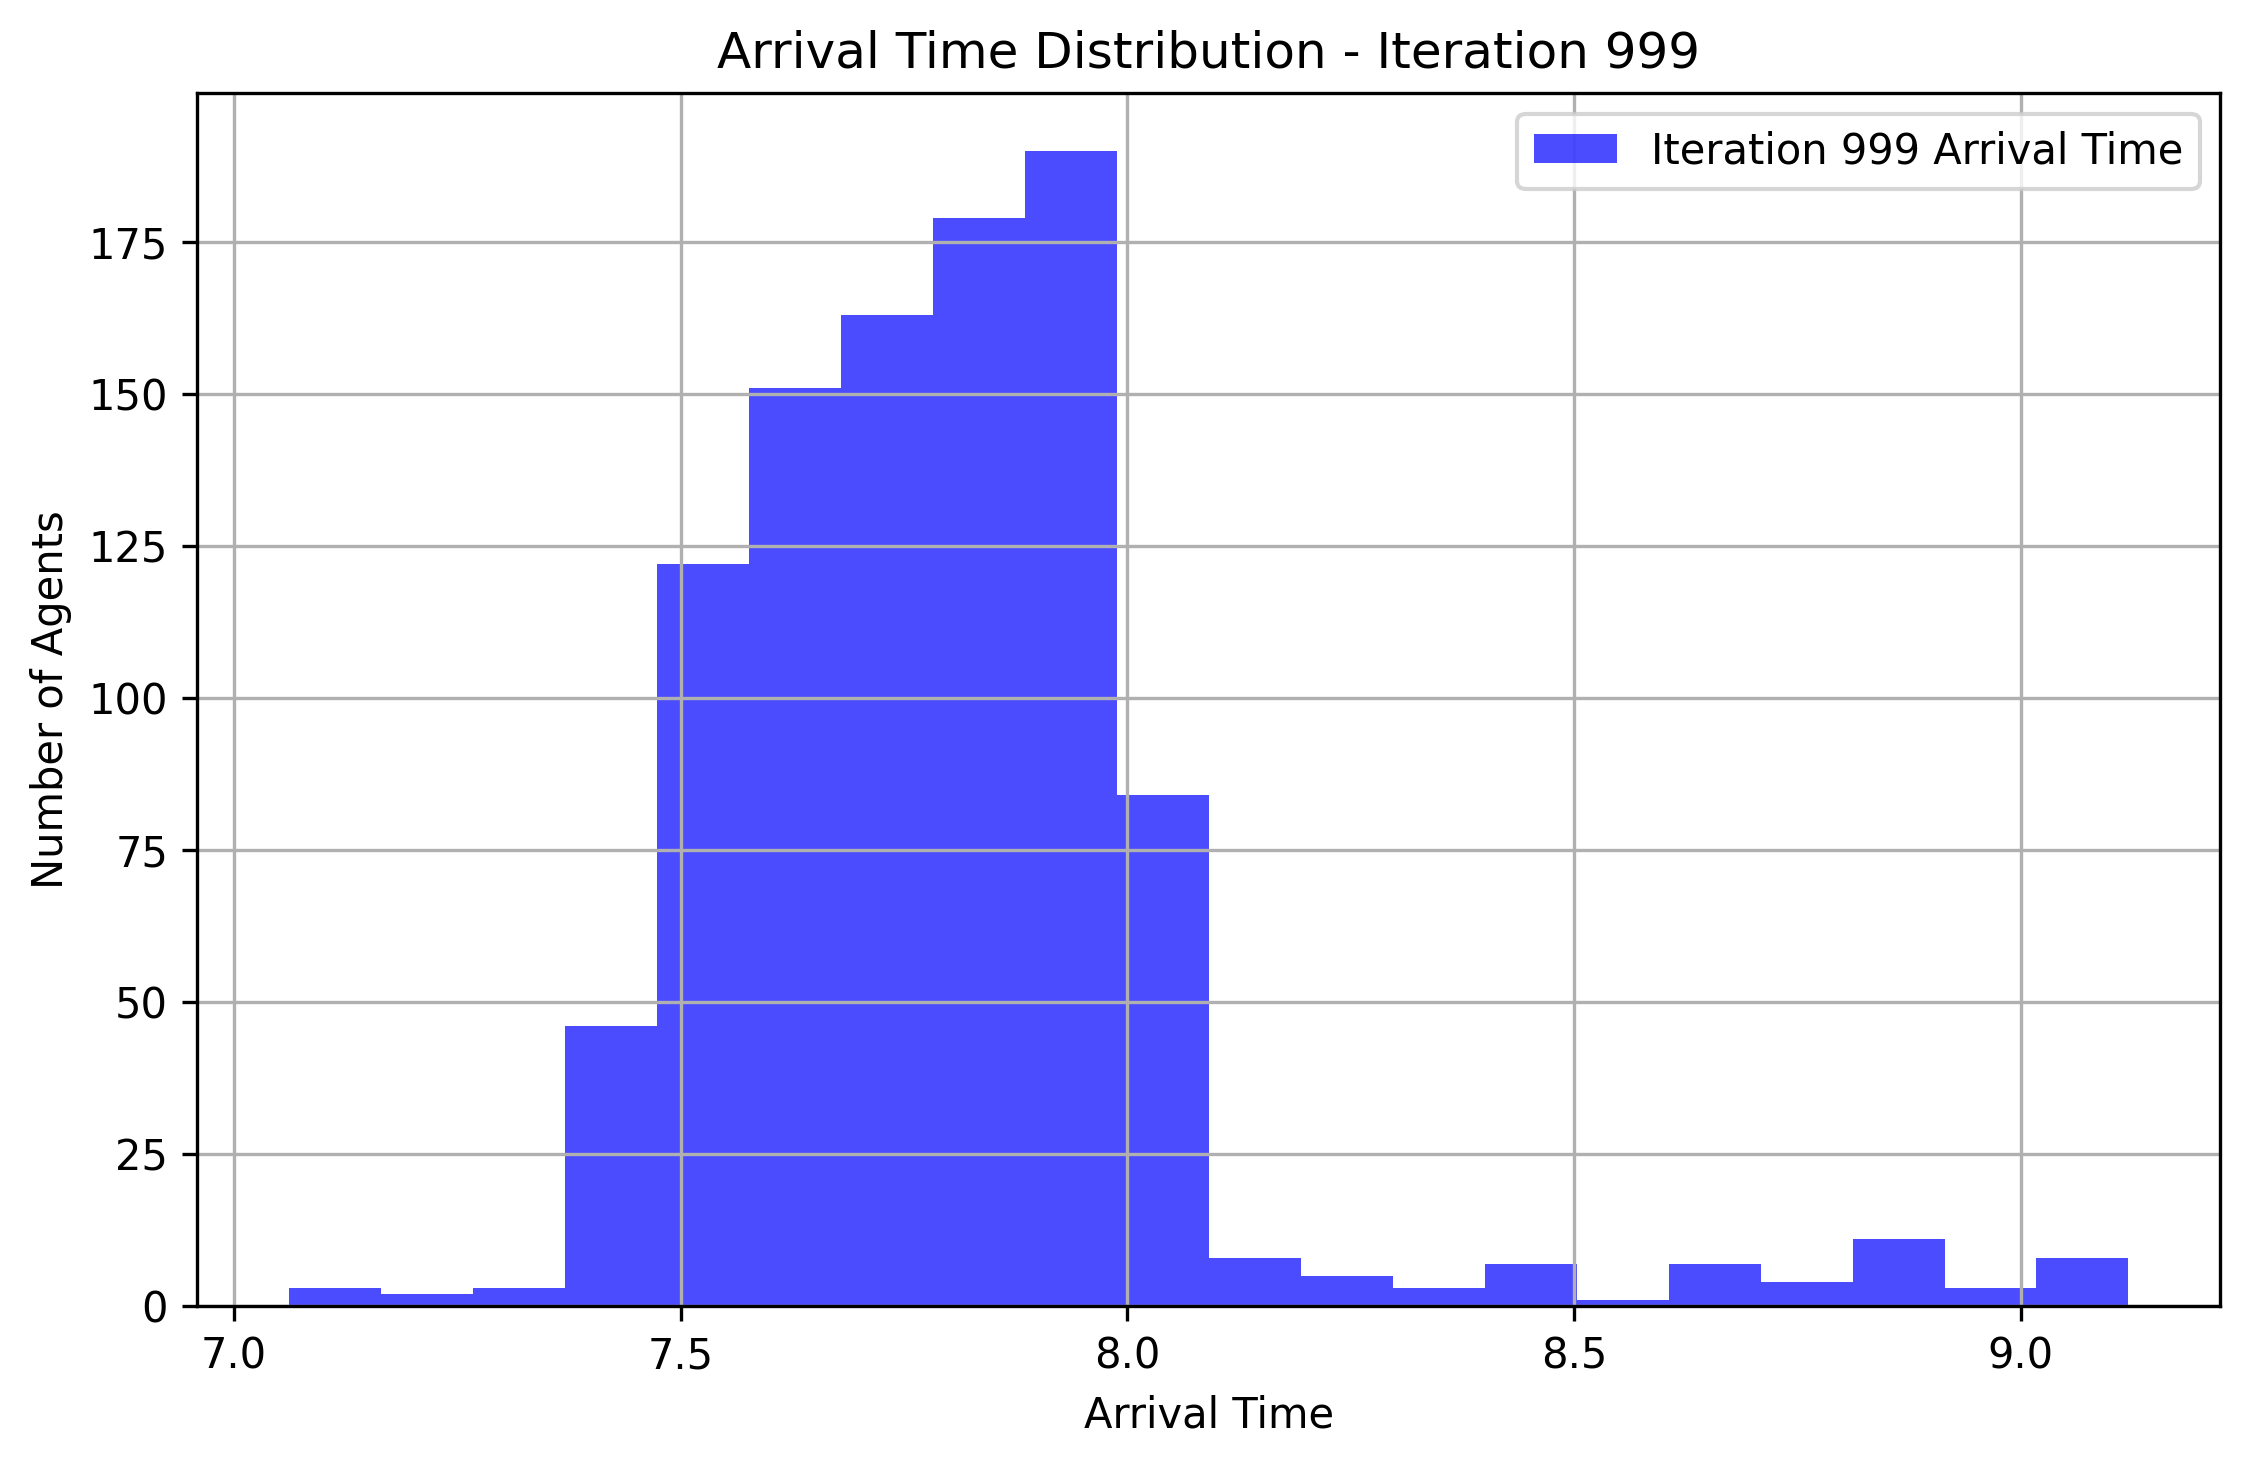 Arrival Time Distribution - Iteration 999
Iteration 999 Arrival Time
Number of Agents
175
150
125
100
75
50
25
0
7.0 7.5 8.0 8.5 9.0
Arrival Time